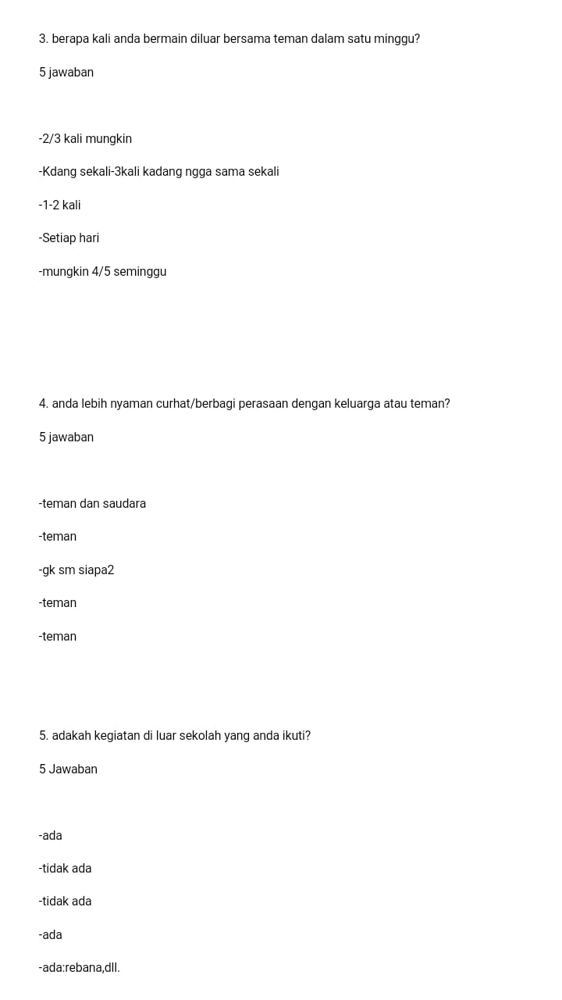 3. berapa kali anda bermain diluar bersama teman dalam satu minggu?
5 jawaban
-2/3 kali mungkin
-Kdang sekali-3kali kadang ngga sama sekali
-1-2 kali
-Setiap hari
-mungkin 4/5 seminggu
4. anda lebih nyaman curhat/berbagi perasaan dengan keluarga atau teman?
5 jawaban
-teman dan saudara
-teman
-gk sm siapa2
-teman
-teman
5. adakah kegiatan di luar sekolah yang anda ikuti?
5 Jawaban
-ada
-tidak ada
-tidak ada
-ada
-ada:rebana,dll.